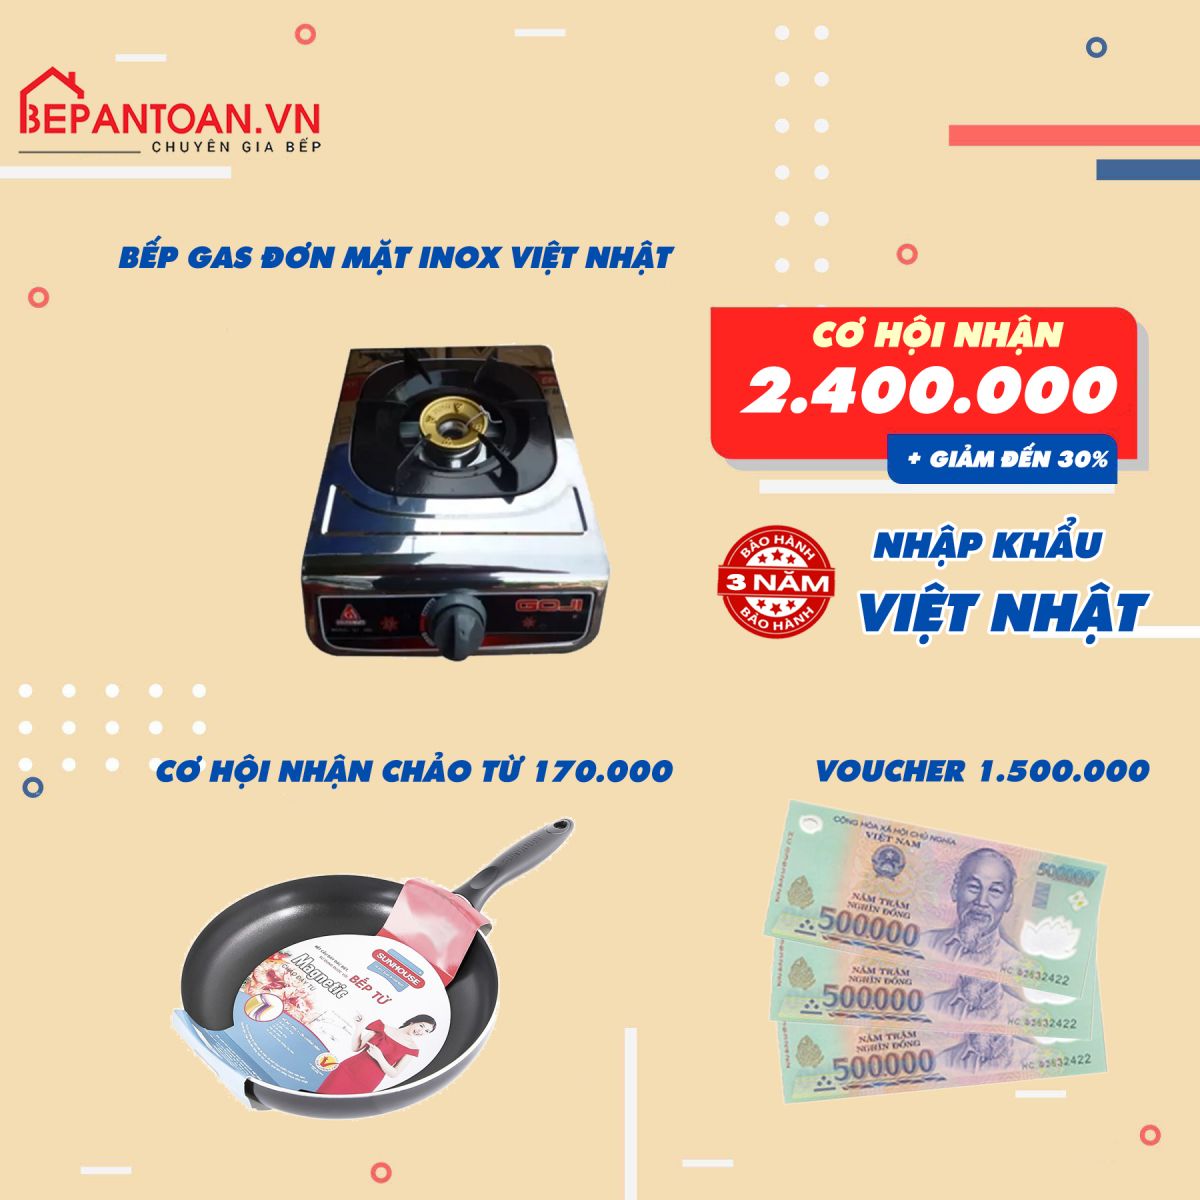 BEPANTOAN.VN
CHUYÊN GIA BẾP
BẾP GAS ĐƠN MẶT INOX VIỆT NHẬT
CƠ HỘI NHẬN
2.400.000
+ GIẢM ĐẾN 30%
BẢO HÀNH
3 NĂM
BẢO HÀNH
NHẬP KHẨU
VIỆT NHẬT
GOJI
CƠ HỘI NHẬN CHẢO TỪ 170.000
VOUCHER 1.500.000
SUNHOUSE
BẾP TỪ
Magnetic
CHẢO ĐÁY TỪ
CỘNG HÒA XÃ HỘI CHỦ NGHĨA
VIỆT NAM
500000
NĂM TRĂM
NGHÌN ĐỒNG
500000
NĂM TRĂM
NGHÌN ĐỒNG
500000
NĂM TRĂM
NGHÌN ĐỒNG
500000